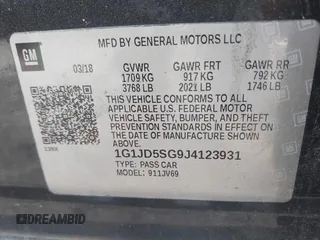 GM
MFD BY GENERAL MOTORS LLC
03/18 GVWR GAWR FRT GAWR RR
1709 KG 917 KG 792 KG
3768 LB 2021 LB 1746 LB
THIS VEHICLE CONFORMS TO ALL APPLICABLE U.S. FEDERAL MOTOR
VEHICLE SAFETY, BUMPER, AND THEFT
PREVENTION STANDARDS IN EFFECT ON THE
DATE OF MANUFACTURE SHOWN ABOVE.
1G1JD5SG9J4123931
TYPE: PASS CAR
MODEL: 911JV69
DREAMBID